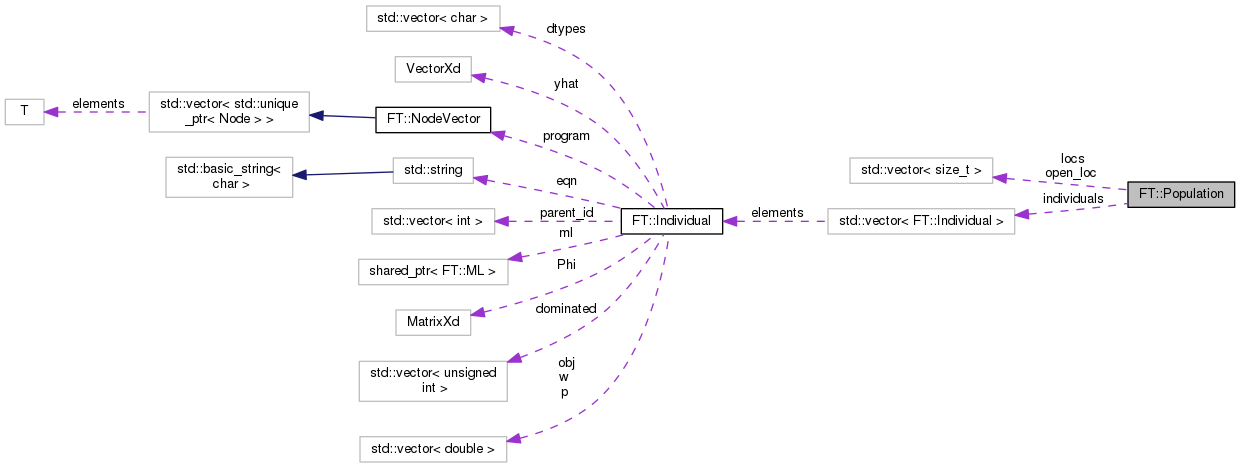 std::vector< char >
dtypes
VectorXd
yhat
T
elements
std::vector< std::unique
_ptr< Node > >
FT::NodeVector
program
std::basic_string<
char >
std::string
eqn
std::vector< int >
parent_id
FT::Individual
elements
std::vector< FT::Individual >
std::vector< size_t >
locs
open_loc
individuals
FT::Population
shared_ptr< FT::ML >
ml
MatrixXd
Phi
std::vector< unsigned
int >
dominated
std::vector< double >
obj
w
p